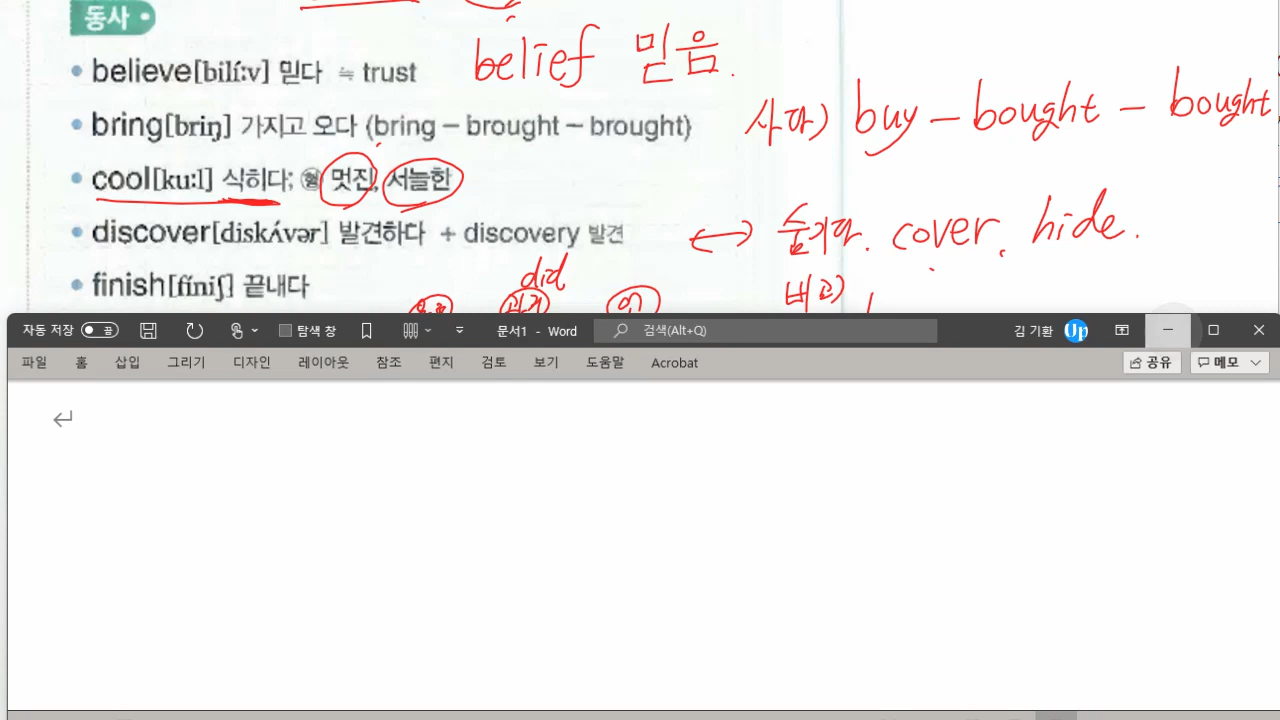 동사
belief 믿음.
believe[bilíːv] 믿다 ≒ trust
사다) buy - bought - bought
bring[briŋ] 가지고 오다 (bring - brought - brought)
cool[kuːl] 식히다; 형 멋진, 서늘한
discover[diskʌ́vər] 발견하다 + discovery 발견
↔ 숨기다. cover. hide.
finish[fíniʃ] 끝내다
did
과거
자동 저장 끔 탐색 창 문서1 - Word 검색(Alt+Q) 김 기환 Up
파일 홈 삽입 그리기 디자인 레이아웃 참조 편지 검토 보기 도움말 Acrobat 공유 메모